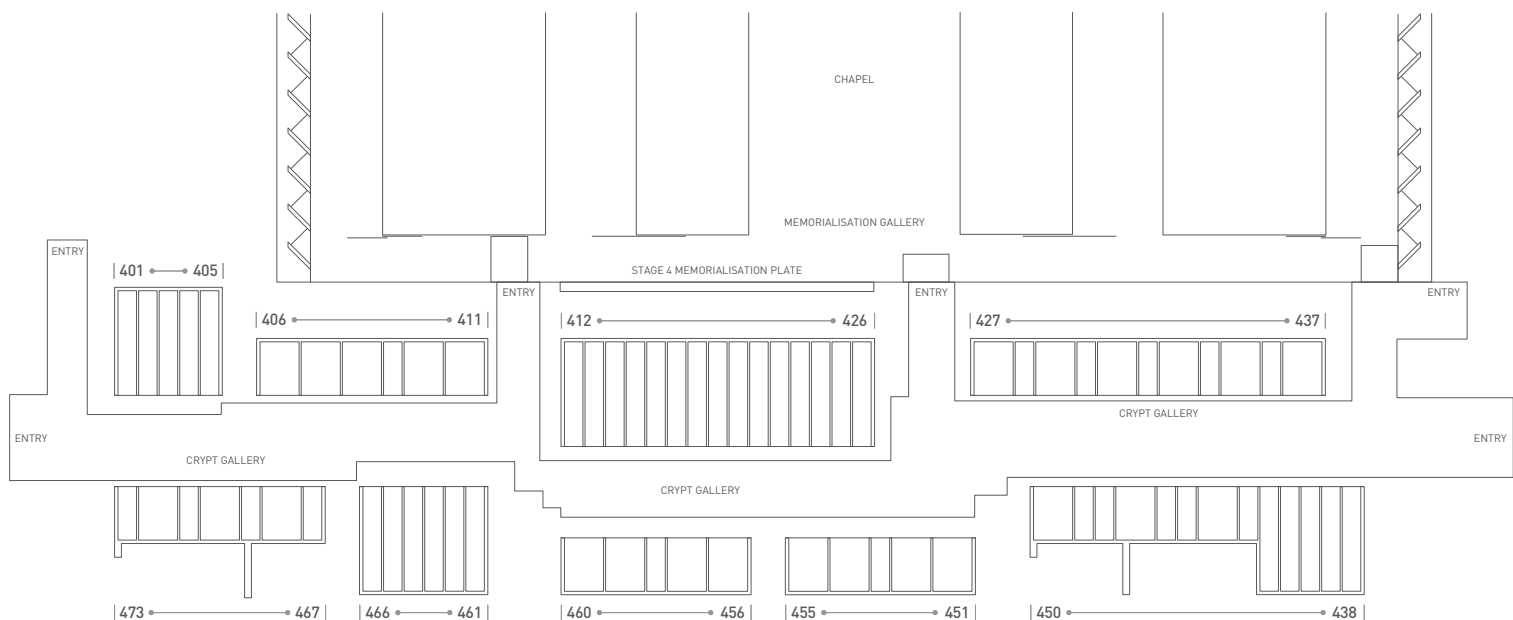 CHAPEL
MEMORIALISATION GALLERY
ENTRY
401 405
STAGE 4 MEMORIALISATION PLATE
ENTRY
ENTRY
ENTRY
406 411
412 426
427 437
CRYPT GALLERY
ENTRY
ENTRY
CRYPT GALLERY
CRYPT GALLERY
473 467
466 461
460 456
455 451
450 438